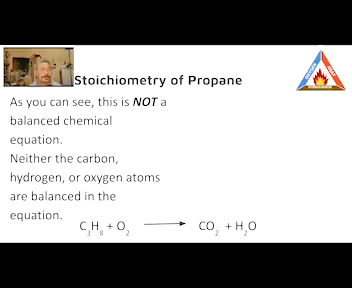 Stoichiometry of Propane
As you can see, this is NOT a
balanced chemical
equation.
Neither the carbon,
hydrogen, or oxygen atoms
are balanced in the
equation.
C3H8 + O2 ⟶ CO2 + H2O